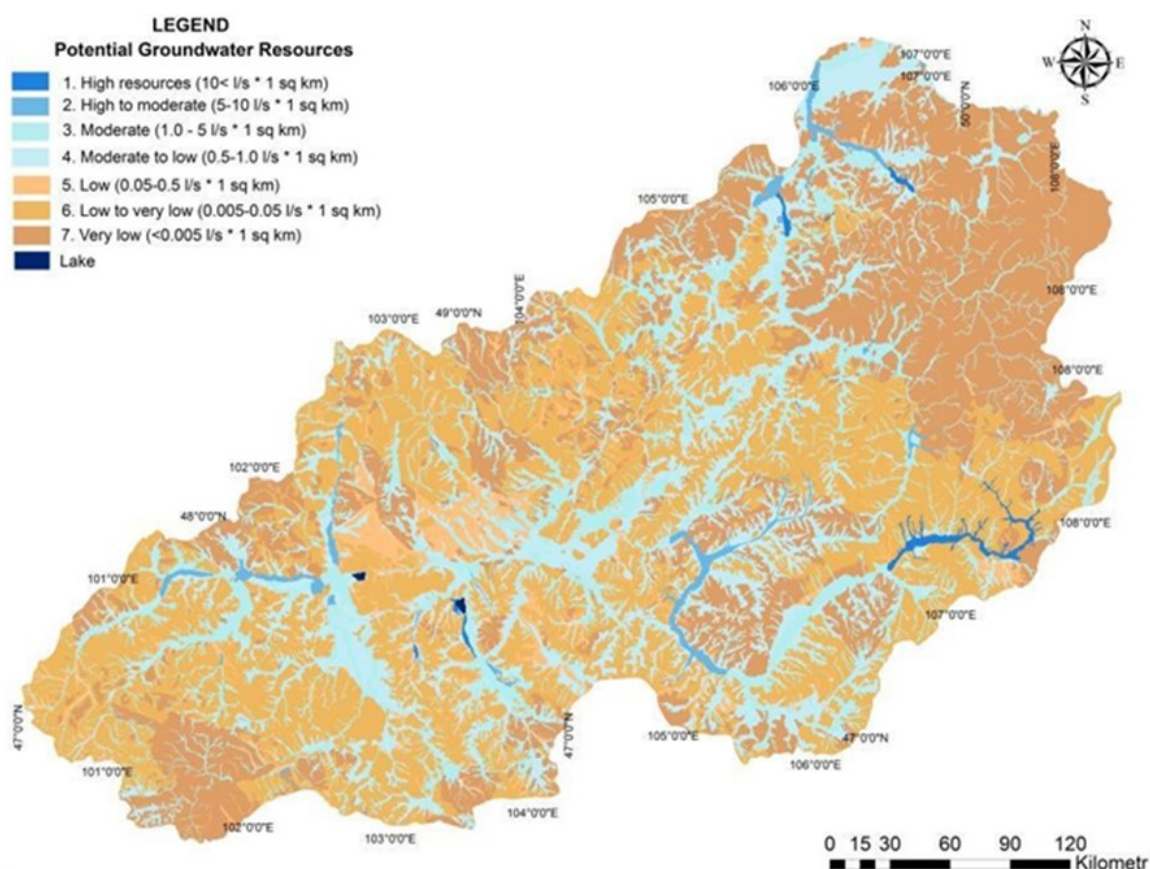 LEGEND
Potential Groundwater Resources
1. High resources (10< l/s * 1 sq km)
2. High to moderate (5-10 l/s * 1 sq km)
3. Moderate (1.0 - 5 l/s * 1 sq km)
4. Moderate to low (0.5-1.0 l/s * 1 sq km)
5. Low (0.05-0.5 l/s * 1 sq km)
6. Low to very low (0.005-0.05 l/s * 1 sq km)
7. Very low (<0.005 l/s * 1 sq km)
Lake
N
W E
S
107°0'0"E
107°0'0"E
106°0'0"E
50°0'0"N
108°0'0"E
105°0'0"E
108°0'0"E
104°0'0"E
49°0'0"N
103°0'0"E
108°0'0"E
102°0'0"E
48°0'0"N
108°0'0"E
101°0'0"E
107°0'0"E
47°0'0"N
47°0'0"N
105°0'0"E
47°0'0"N
106°0'0"E
101°0'0"E
104°0'0"E
102°0'0"E
103°0'0"E
0 15 30 60 90 120
Kilometr